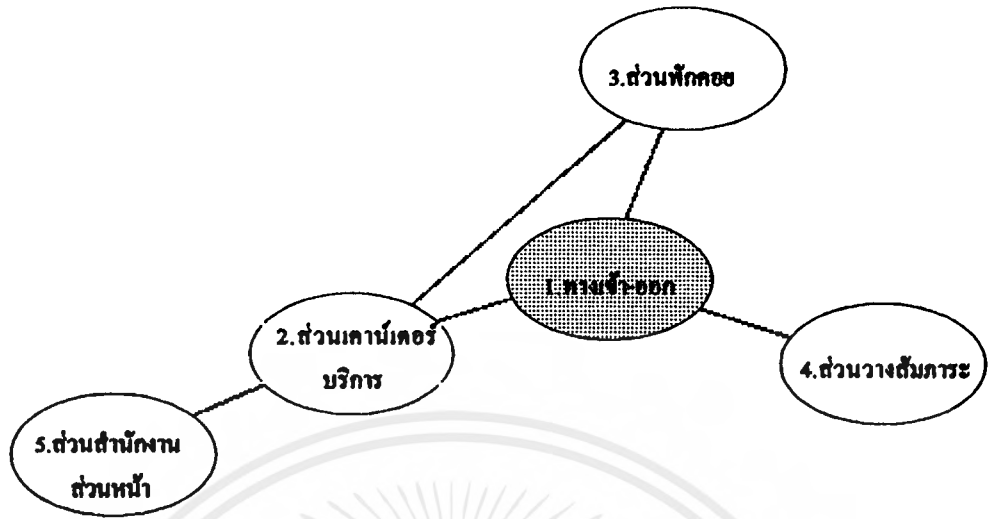 3.ส่วนพักคอย
1.ทางเข้า-ออก
2.ส่วนเคาน์เตอร์
บริการ
4.ส่วนวางสัมภาระ
5.ส่วนสำนักงาน
ส่วนหน้า